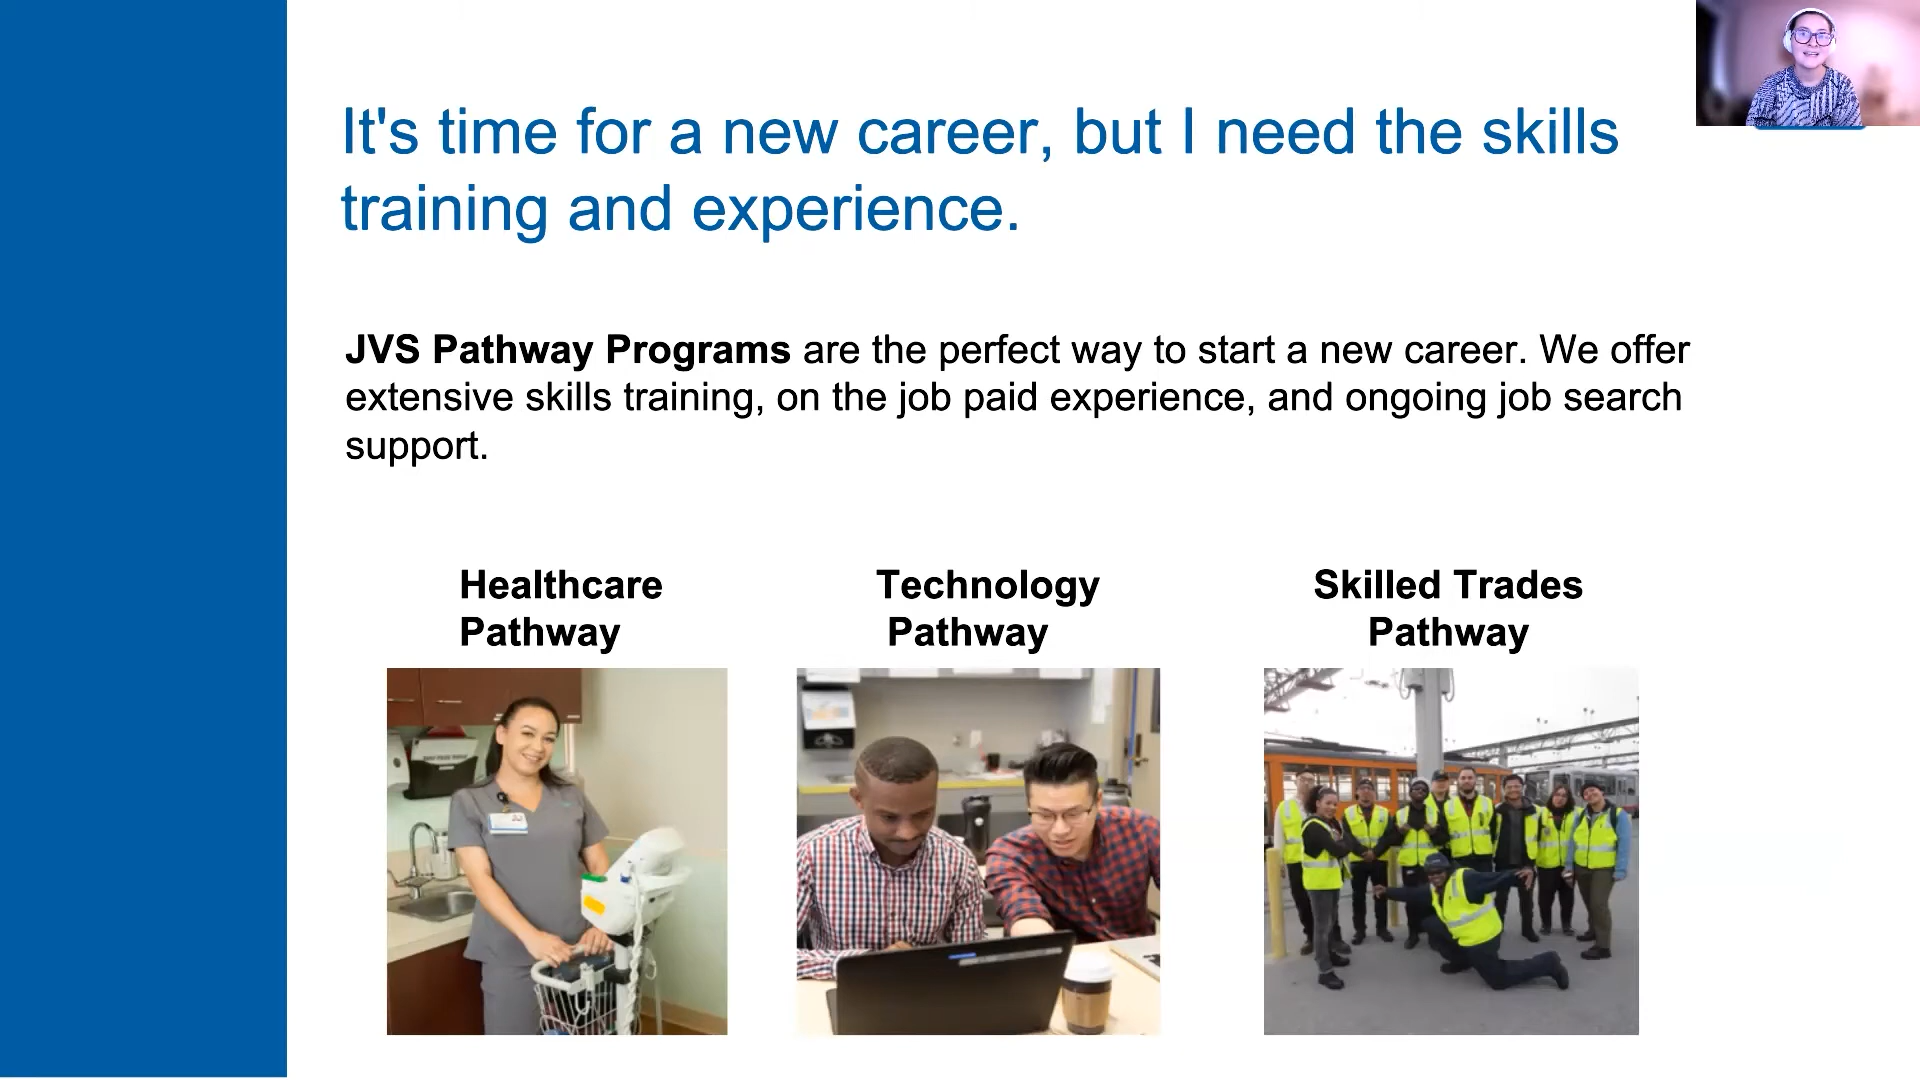 It's time for a new career, but I need the skills
training and experience.
JVS Pathway Programs are the perfect way to start a new career. We offer
extensive skills training, on the job paid experience, and ongoing job search
support.
Healthcare
Pathway
Technology
Pathway
Skilled Trades
Pathway